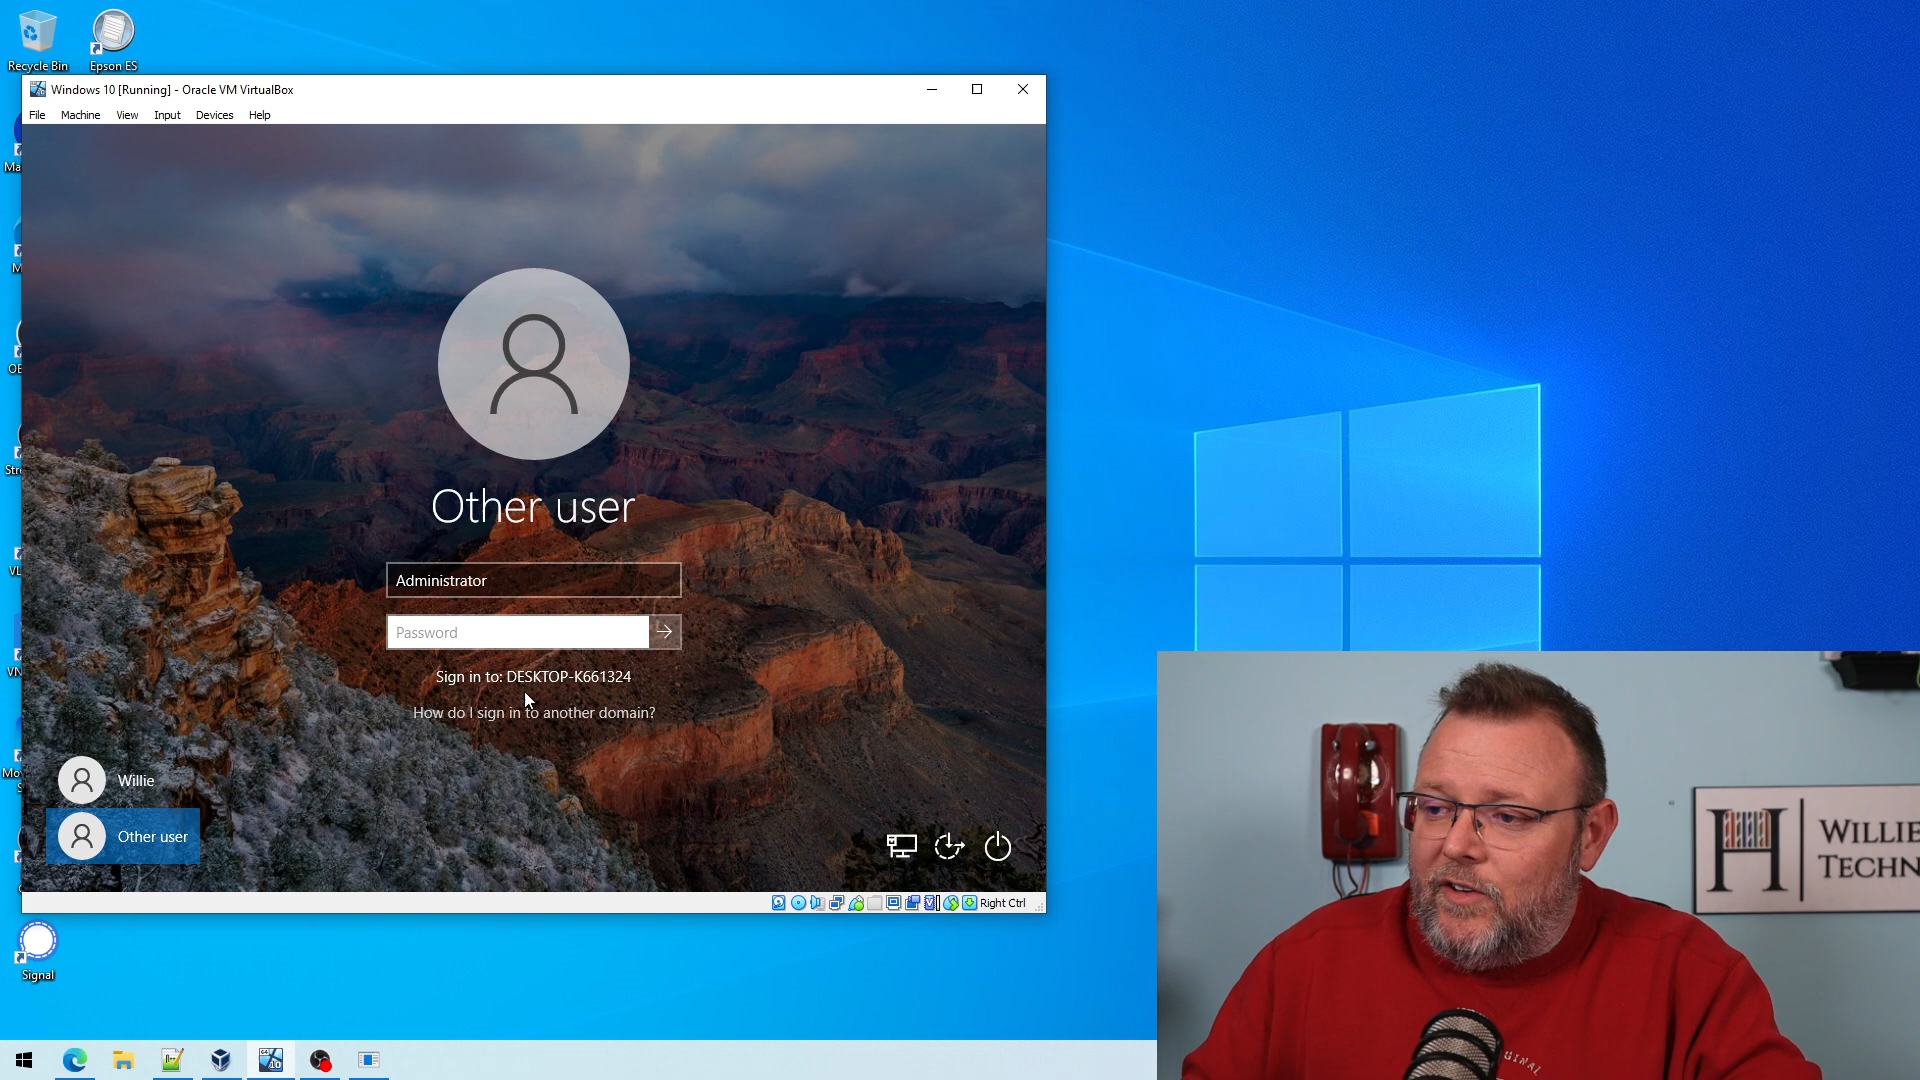 Recycle Bin
Epson ES
Windows 10 [Running] - Oracle VM VirtualBox
File Machine View Input Devices Help
Other user
Administrator
Password
Sign in to: DESKTOP-K661324
How do I sign in to another domain?
Willie
Other user
Right Ctrl
Signal
WILLIE
TECHN